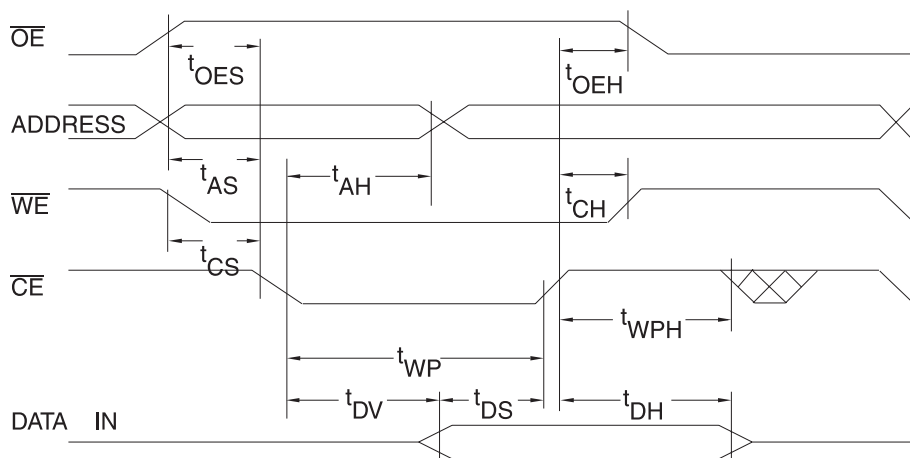 OE
tOES
tOEH
ADDRESS
tAS
tAH
WE
tCH
tCS
CE
tWPH
tWP
tDV
tDS
tDH
DATA IN